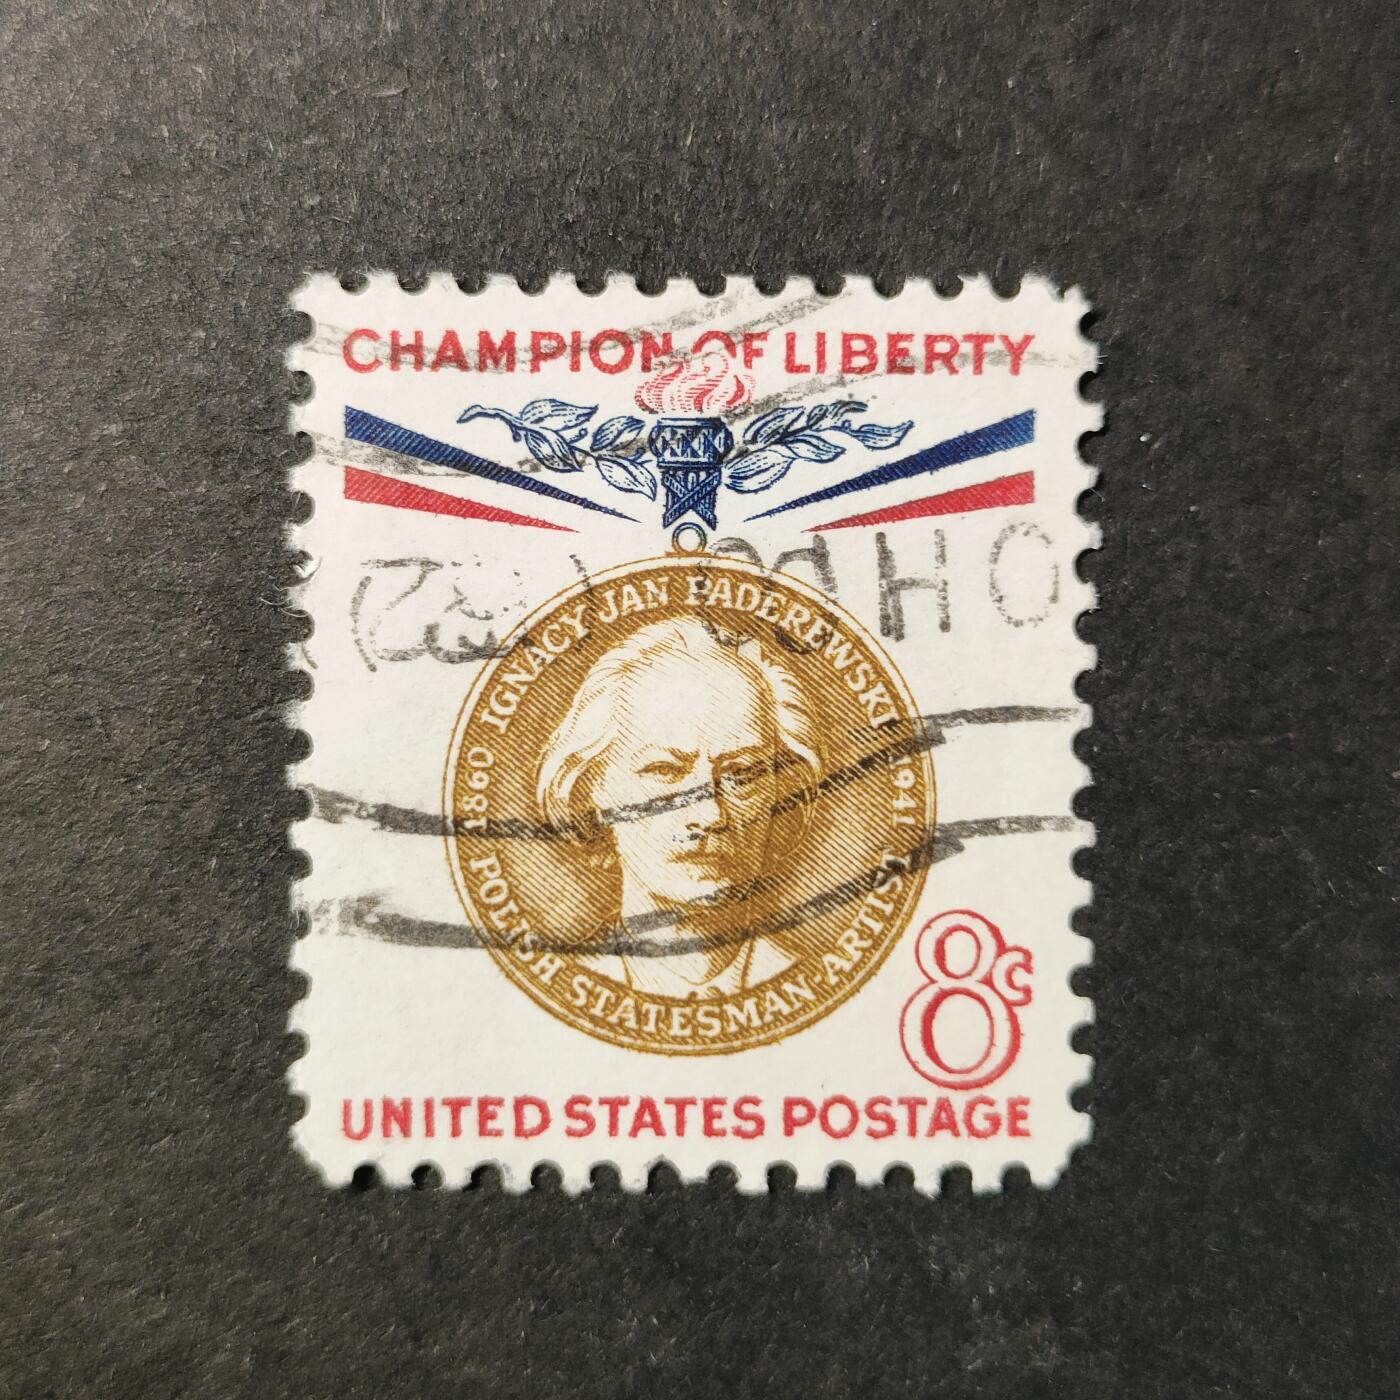 CHAMPION OF LIBERTY
IGNACY JAN PADEREWSKI
1860
1941
POLISH STATESMAN-ARTIST
8c
UNITED STATES POSTAGE